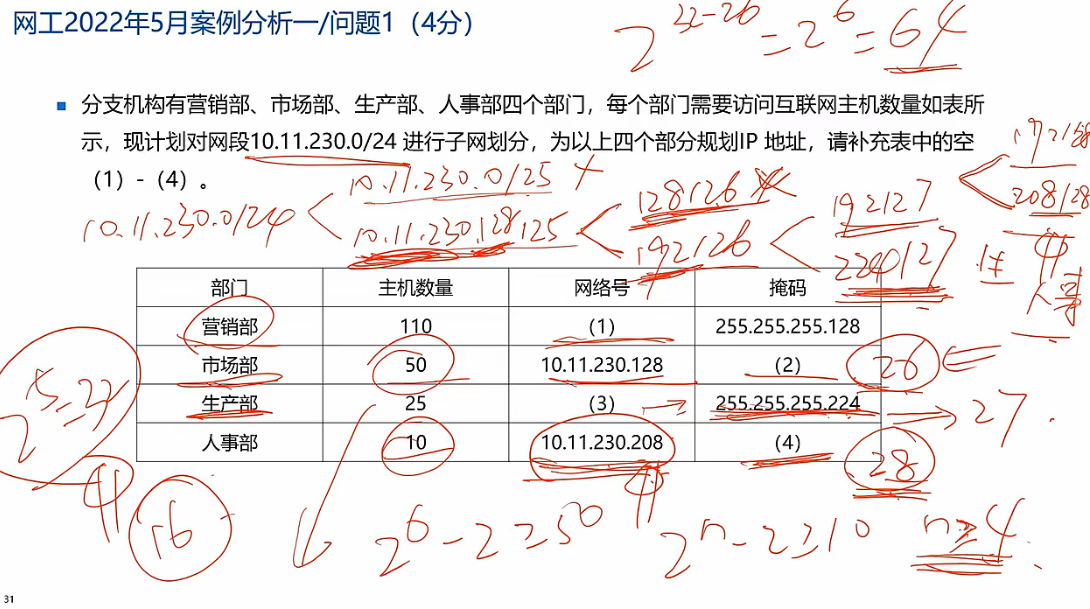 网工2022年5月案例分析一/问题1（4分）
2^32-26 = 2^6 = 64
■ 分支机构有营销部、市场部、生产部、人事部四个部门，每个部门需要访问互联网主机数量如表所
示，现计划对网段10.11.230.0/24 进行子网划分，为以上四个部分规划IP 地址，请补充表中的空
（1）-（4）。
10.11.230.0/24
10.11.230.0/25 ×
10.11.230.128/25
128/26 ×
192/26
192/27
224/27
192/28
208/28
人事
部门 主机数量 网络号 掩码
营销部 110 （1） 255.255.255.128
市场部 50 10.11.230.128 （2） 26
生产部 25 （3） 255.255.255.224 → 27
人事部 10 10.11.230.208 （4） 28
2^5=32
16
2^6-2≥50
2^n-2≥10
n≥4
31